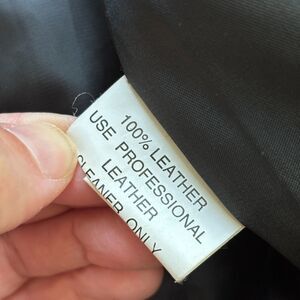 100% LEATHER
USE PROFESSIONAL
LEATHER
CLEANER ONLY